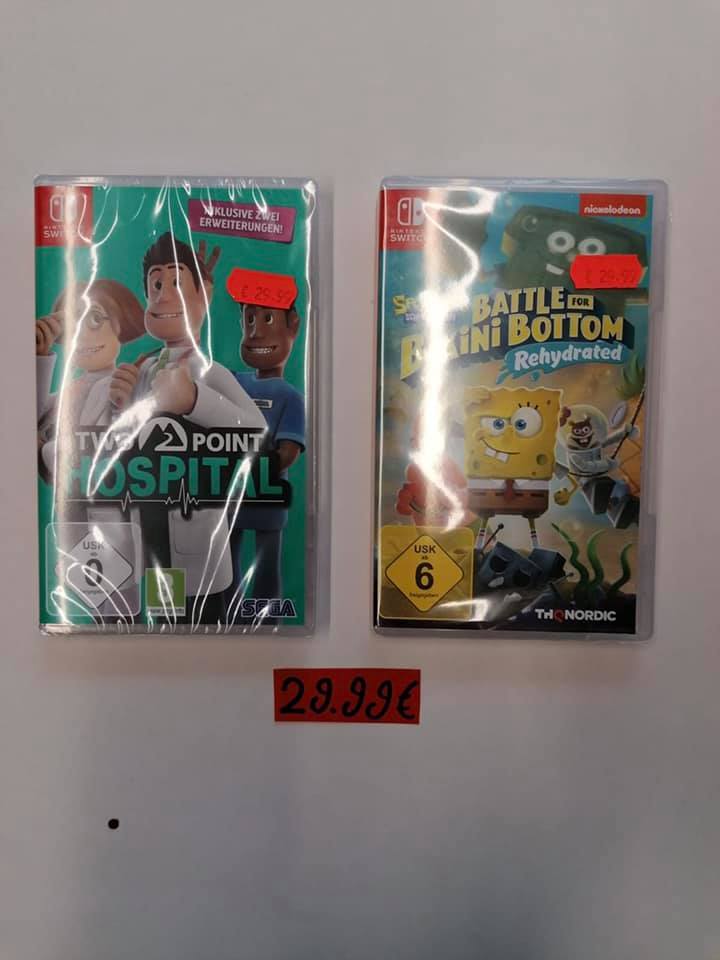 NINTENDO
SWITCH
INKLUSIVE ZWEI
ERWEITERUNGEN!
€ 29.99
TWO POINT
HOSPITAL
USK
ab
0
SEGA
NINTENDO
SWITCH
nickelodeon
€ 29.99
BATTLE FOR
BIKINI BOTTOM
Rehydrated
USK
ab
6
freigegeben
THQ NORDIC
29.99€